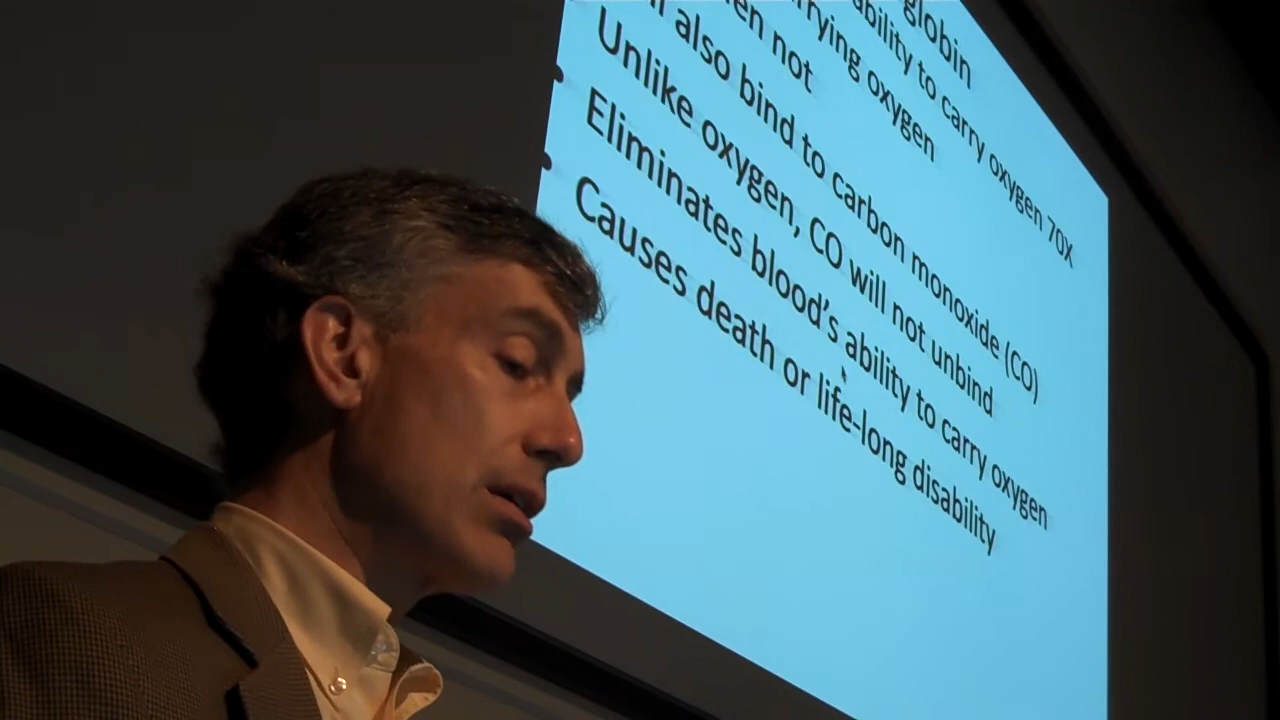 globin
ability to carry oxygen 70X
rrying oxygen
en not
also bind to carbon monoxide (CO)
Unlike oxygen, CO will not unbind
Eliminates blood's ability to carry oxygen
Causes death or life-long disability